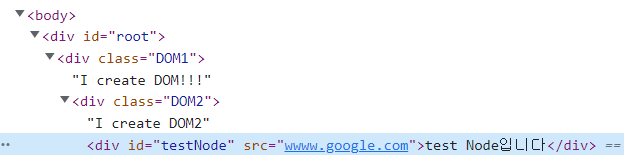 ▼<body>
▼<div id="root">
▼<div class="DOM1">
"I create DOM!!!"
▼<div class="DOM2">
"I create DOM2"
<div id="testNode" src="wwww.google.com">test Node입니다</div> ==